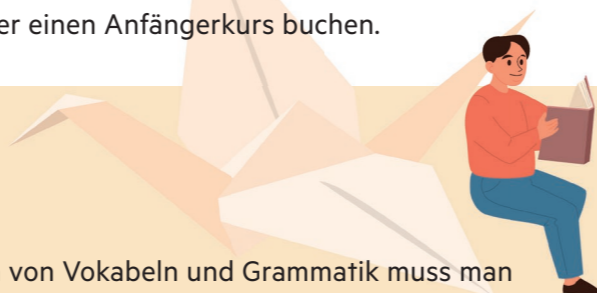 er einen Anfängerkurs buchen.
von Vokabeln und Grammatik muss man